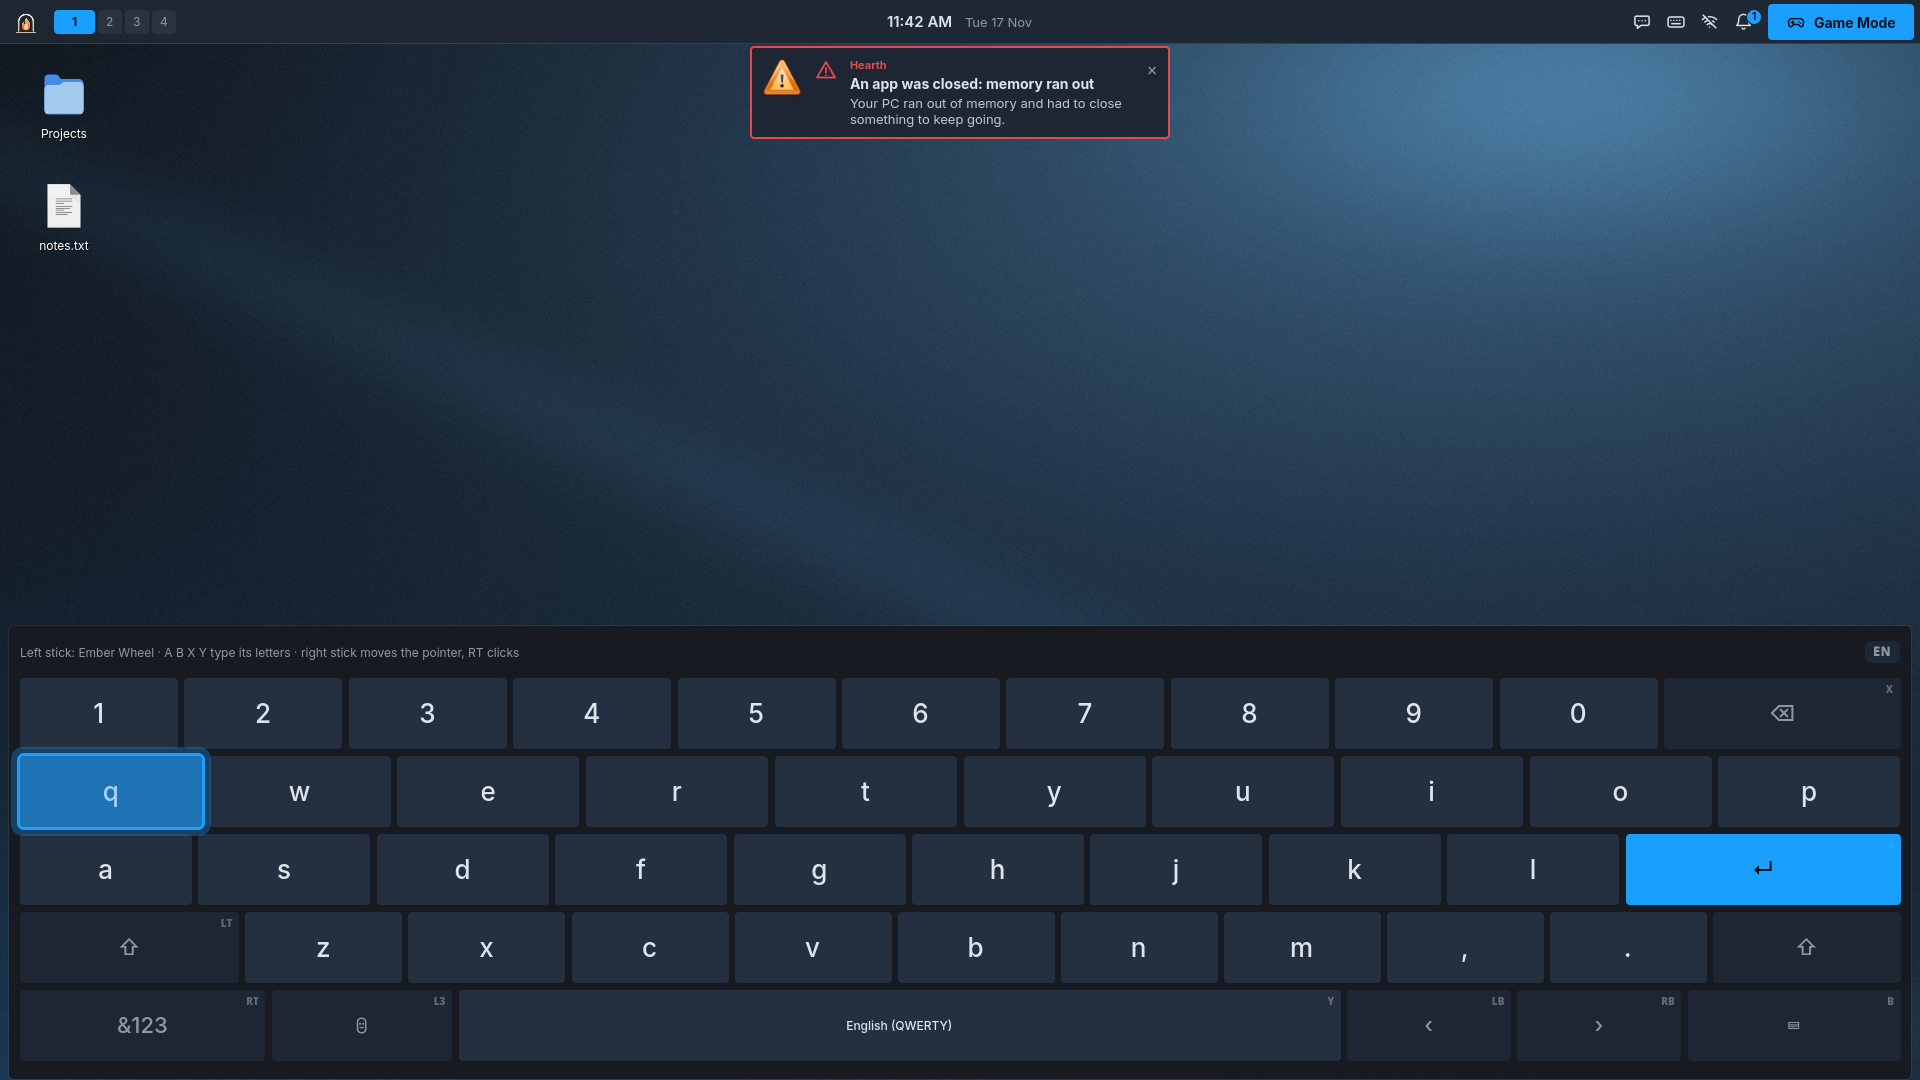 1 2 3 4
11:42 AM Tue 17 Nov
1
Game Mode
Projects
notes.txt
Hearth
An app was closed: memory ran out
Your PC ran out of memory and had to close
something to keep going.
Left stick: Ember Wheel · A B X Y type its letters · right stick moves the pointer, RT clicks
EN
1 2 3 4 5 6 7 8 9 0 X
q w e r t y u i o p
a s d f g h j k l
LT z x c v b n m , .
&123 RT L3 English (QWERTY) Y ‹ LB › RB B